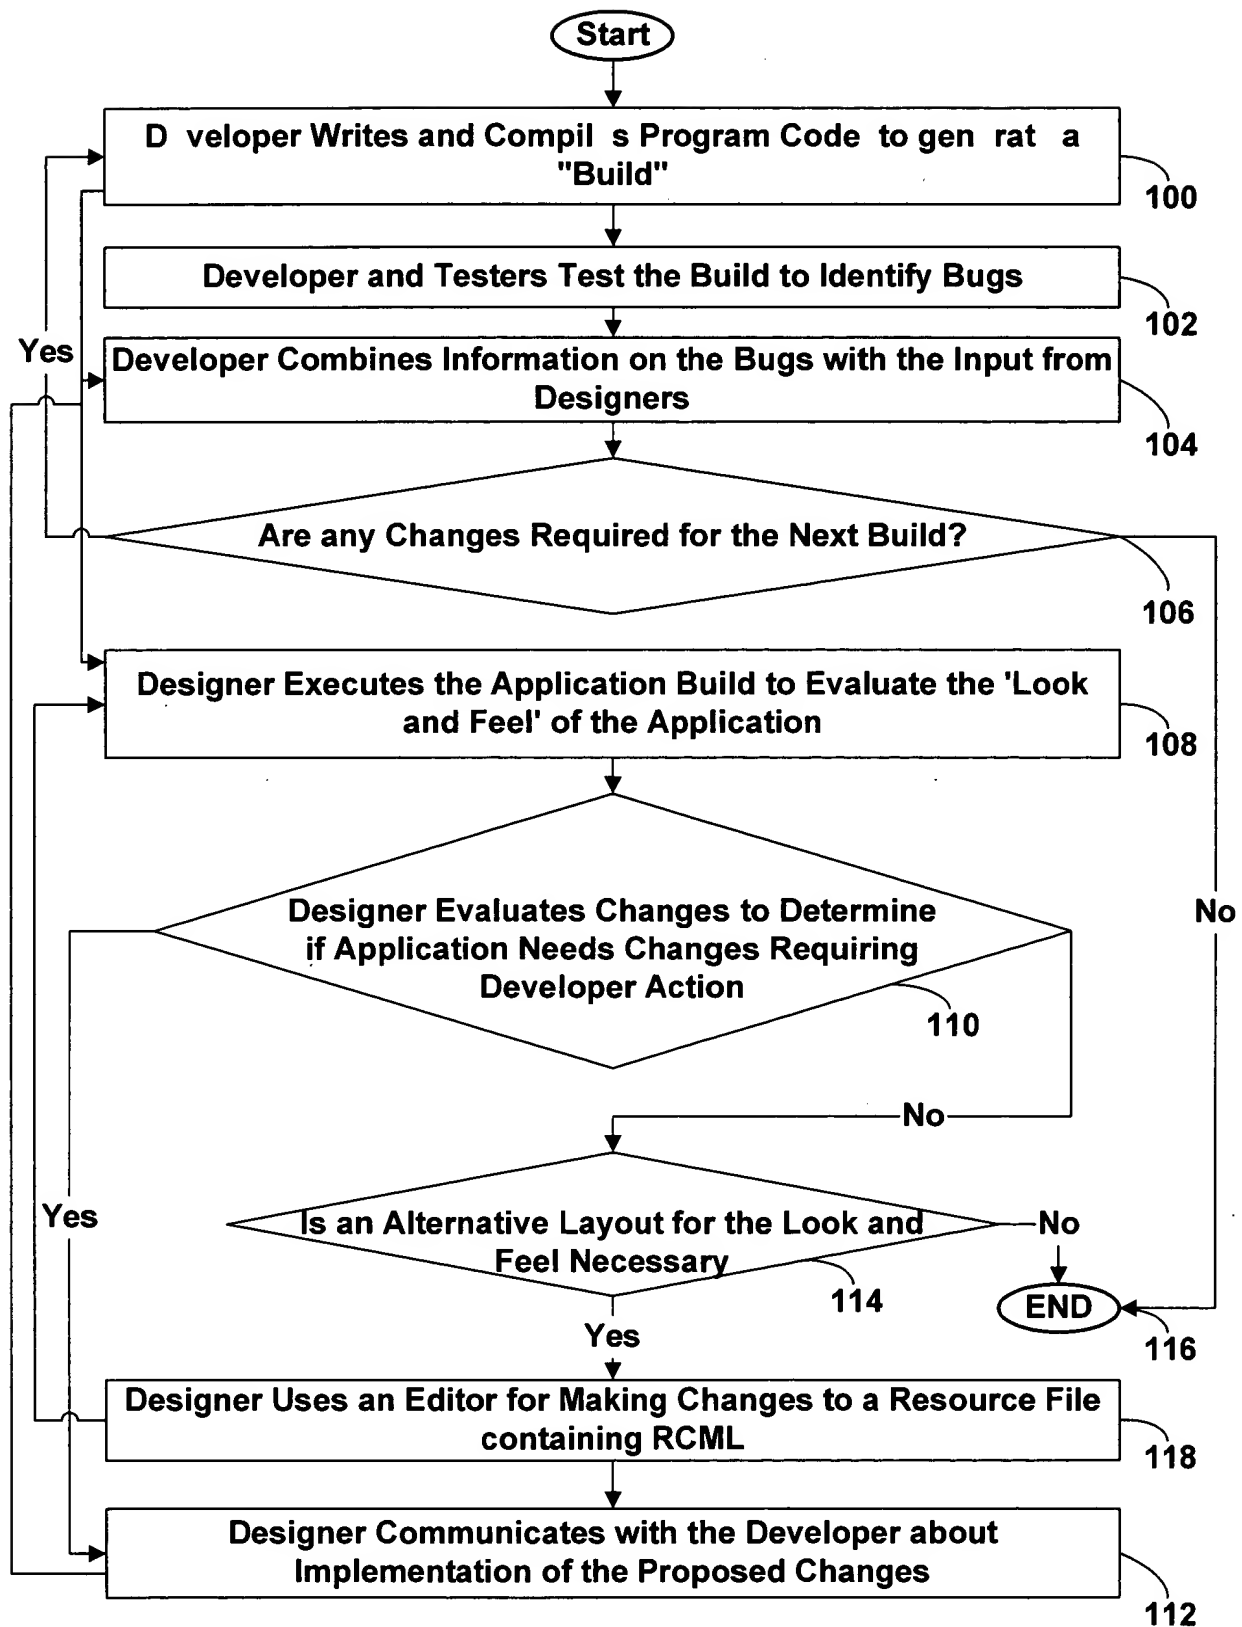 Start
D veloper Writes and Compil s Program Code to gen rat a
"Build"
100
Developer and Testers Test the Build to Identify Bugs
102
Yes
Developer Combines Information on the Bugs with the Input from
Designers
104
Are any Changes Required for the Next Build?
106
Designer Executes the Application Build to Evaluate the 'Look
and Feel' of the Application
108
Designer Evaluates Changes to Determine
if Application Needs Changes Requiring
Developer Action
110
No
No
Yes
Is an Alternative Layout for the Look and
Feel Necessary
114
No
END
116
Yes
Designer Uses an Editor for Making Changes to a Resource File
containing RCML
118
Designer Communicates with the Developer about
Implementation of the Proposed Changes
112